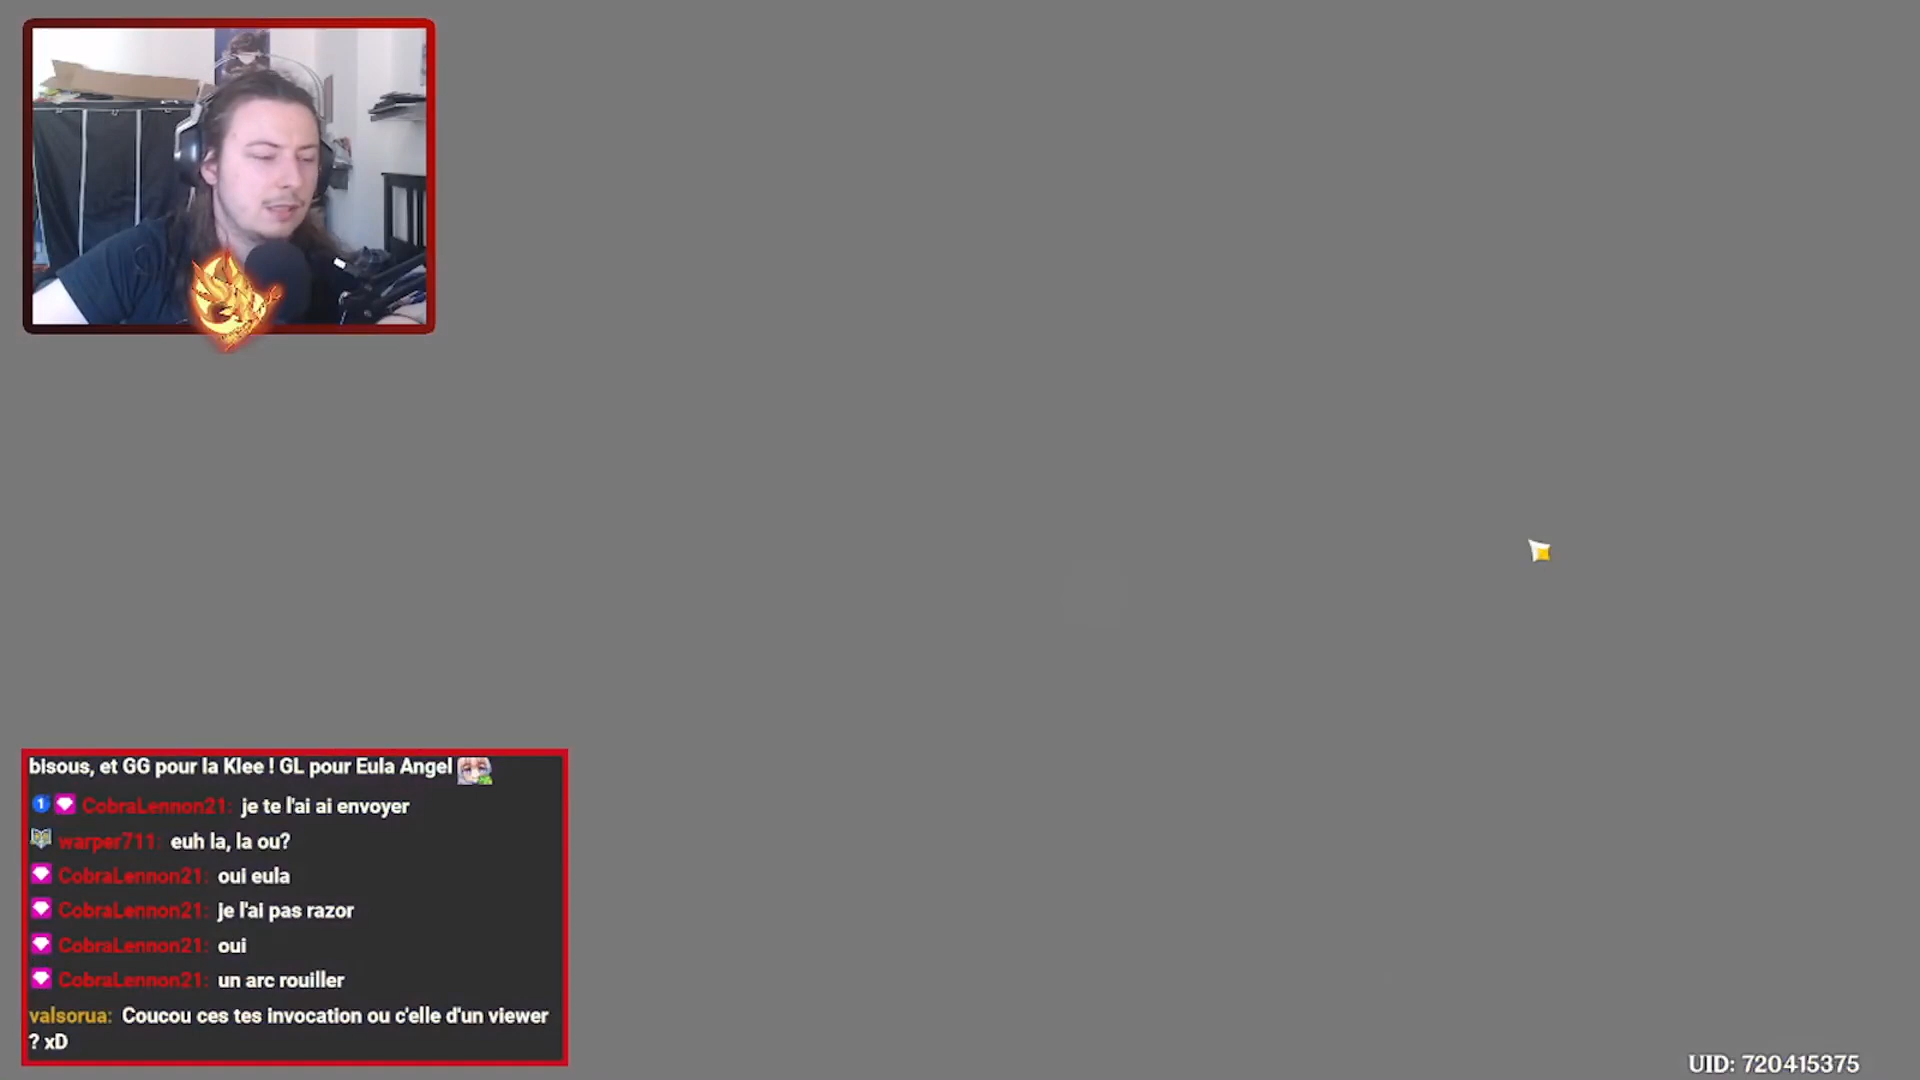 bisous, et GG pour la Klee ! GL pour Eula Angel
1 CobraLennon21: je te l'ai ai envoyer
warper711: euh la, la ou?
CobraLennon21: oui eula
CobraLennon21: je l'ai pas razor
CobraLennon21: oui
CobraLennon21: un arc rouiller
valsorua: Coucou ces tes invocation ou c'elle d'un viewer
? xD
UID: 720415375